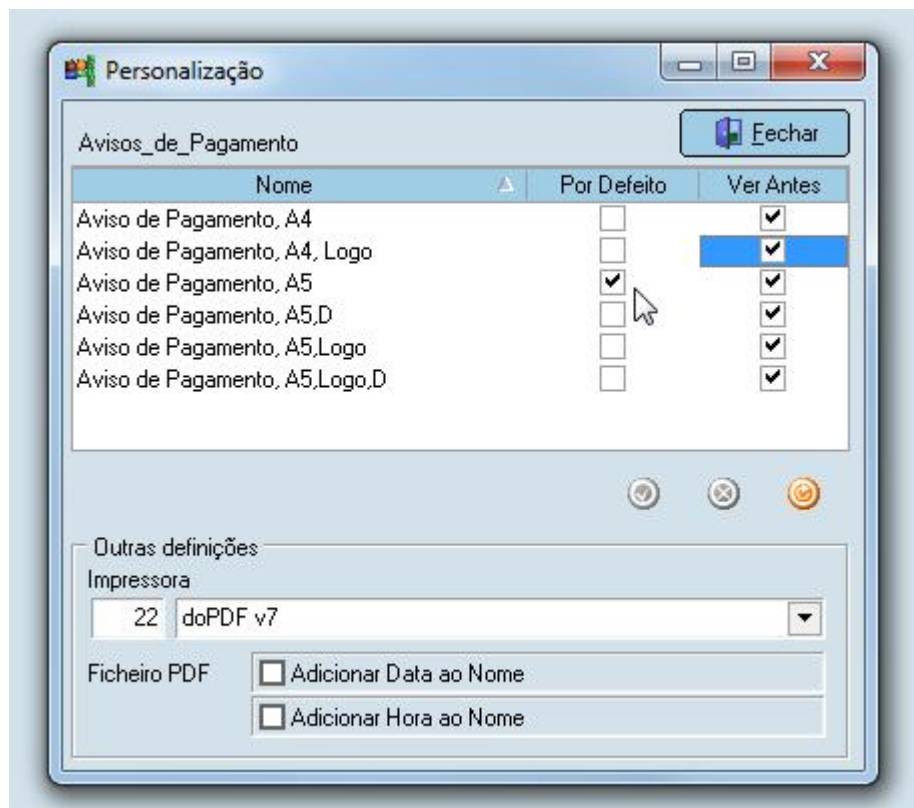 Personalização
Avisos_de_Pagamento
Fechar
Nome Por Defeito Ver Antes
Aviso de Pagamento, A4
Aviso de Pagamento, A4, Logo
Aviso de Pagamento, A5
Aviso de Pagamento, A5,D
Aviso de Pagamento, A5,Logo
Aviso de Pagamento, A5,Logo,D
Outras definições
Impressora
22 doPDF v7
Ficheiro PDF Adicionar Data ao Nome
Adicionar Hora ao Nome